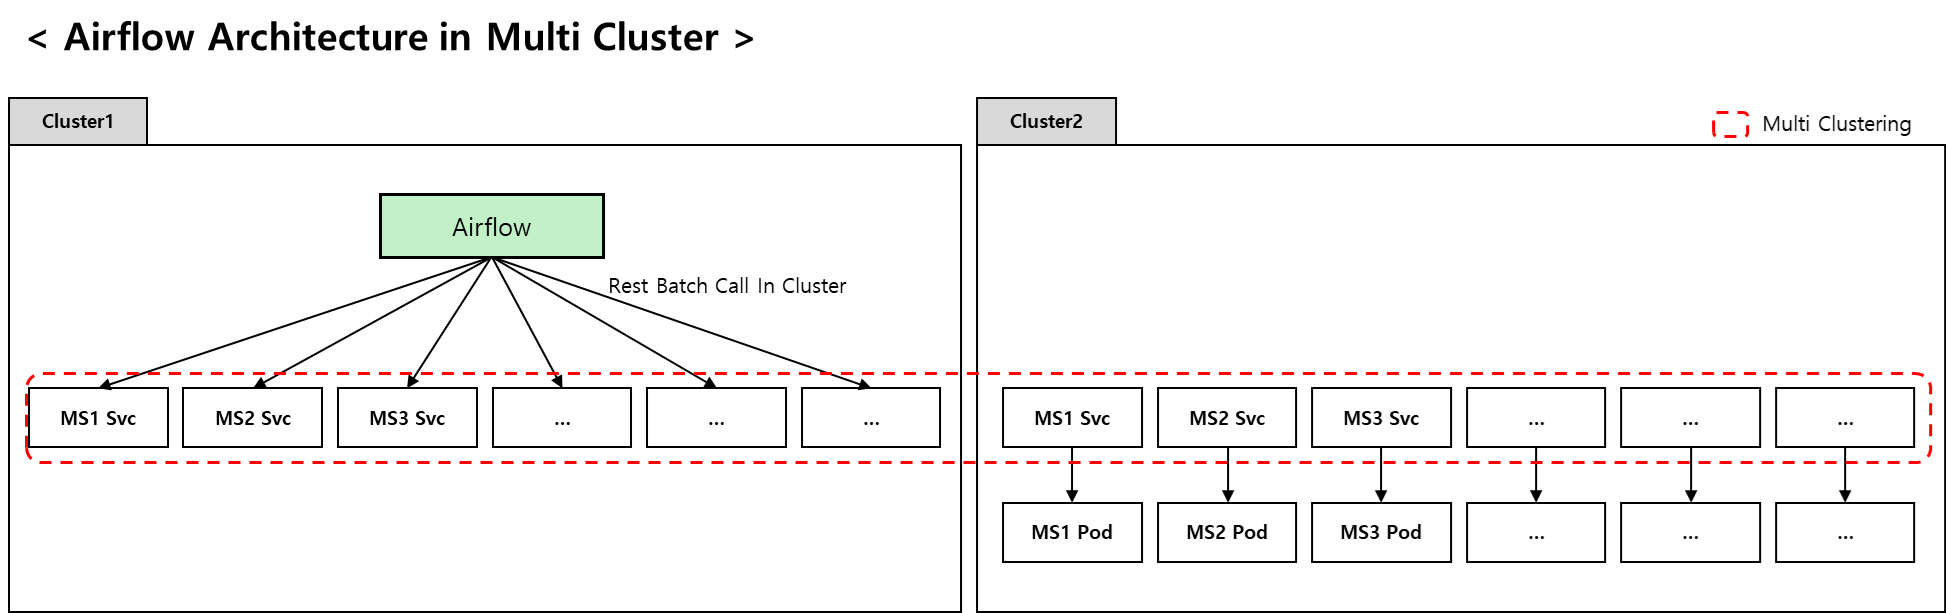 < Airflow Architecture in Multi Cluster >
Cluster1
Cluster2
Multi Clustering
Airflow
Rest Batch Call In Cluster
MS1 Svc
MS2 Svc
MS3 Svc
...
...
...
MS1 Svc
MS2 Svc
MS3 Svc
...
...
...
MS1 Pod
MS2 Pod
MS3 Pod
...
...
...